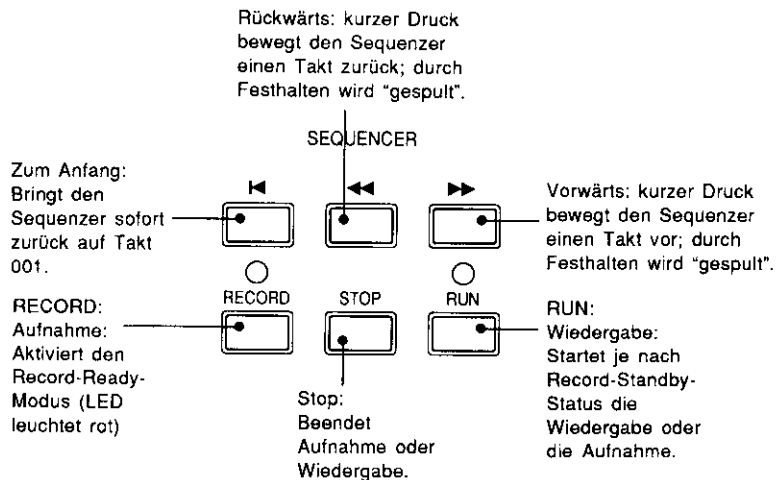 Rückwärts: kurzer Druck
bewegt den Sequenzer
einen Takt zurück; durch
Festhalten wird "gespult".
SEQUENCER
Zum Anfang:
Bringt den
Sequenzer sofort
zurück auf Takt
001.
Vorwärts: kurzer Druck
bewegt den Sequenzer
einen Takt vor; durch
Festhalten wird "gespult".
RECORD
STOP
RUN
RECORD:
Aufnahme:
Aktiviert den
Record-Ready-
Modus (LED
leuchtet rot)
Stop:
Beendet
Aufnahme oder
Wiedergabe.
RUN:
Wiedergabe:
Startet je nach
Record-Standby-
Status die
Wiedergabe oder
die Aufnahme.